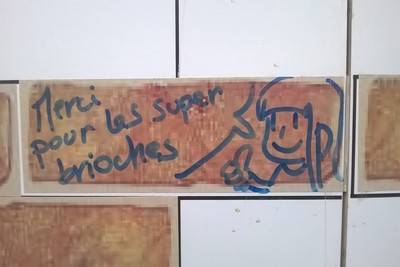 Merci
pour les super
brioches